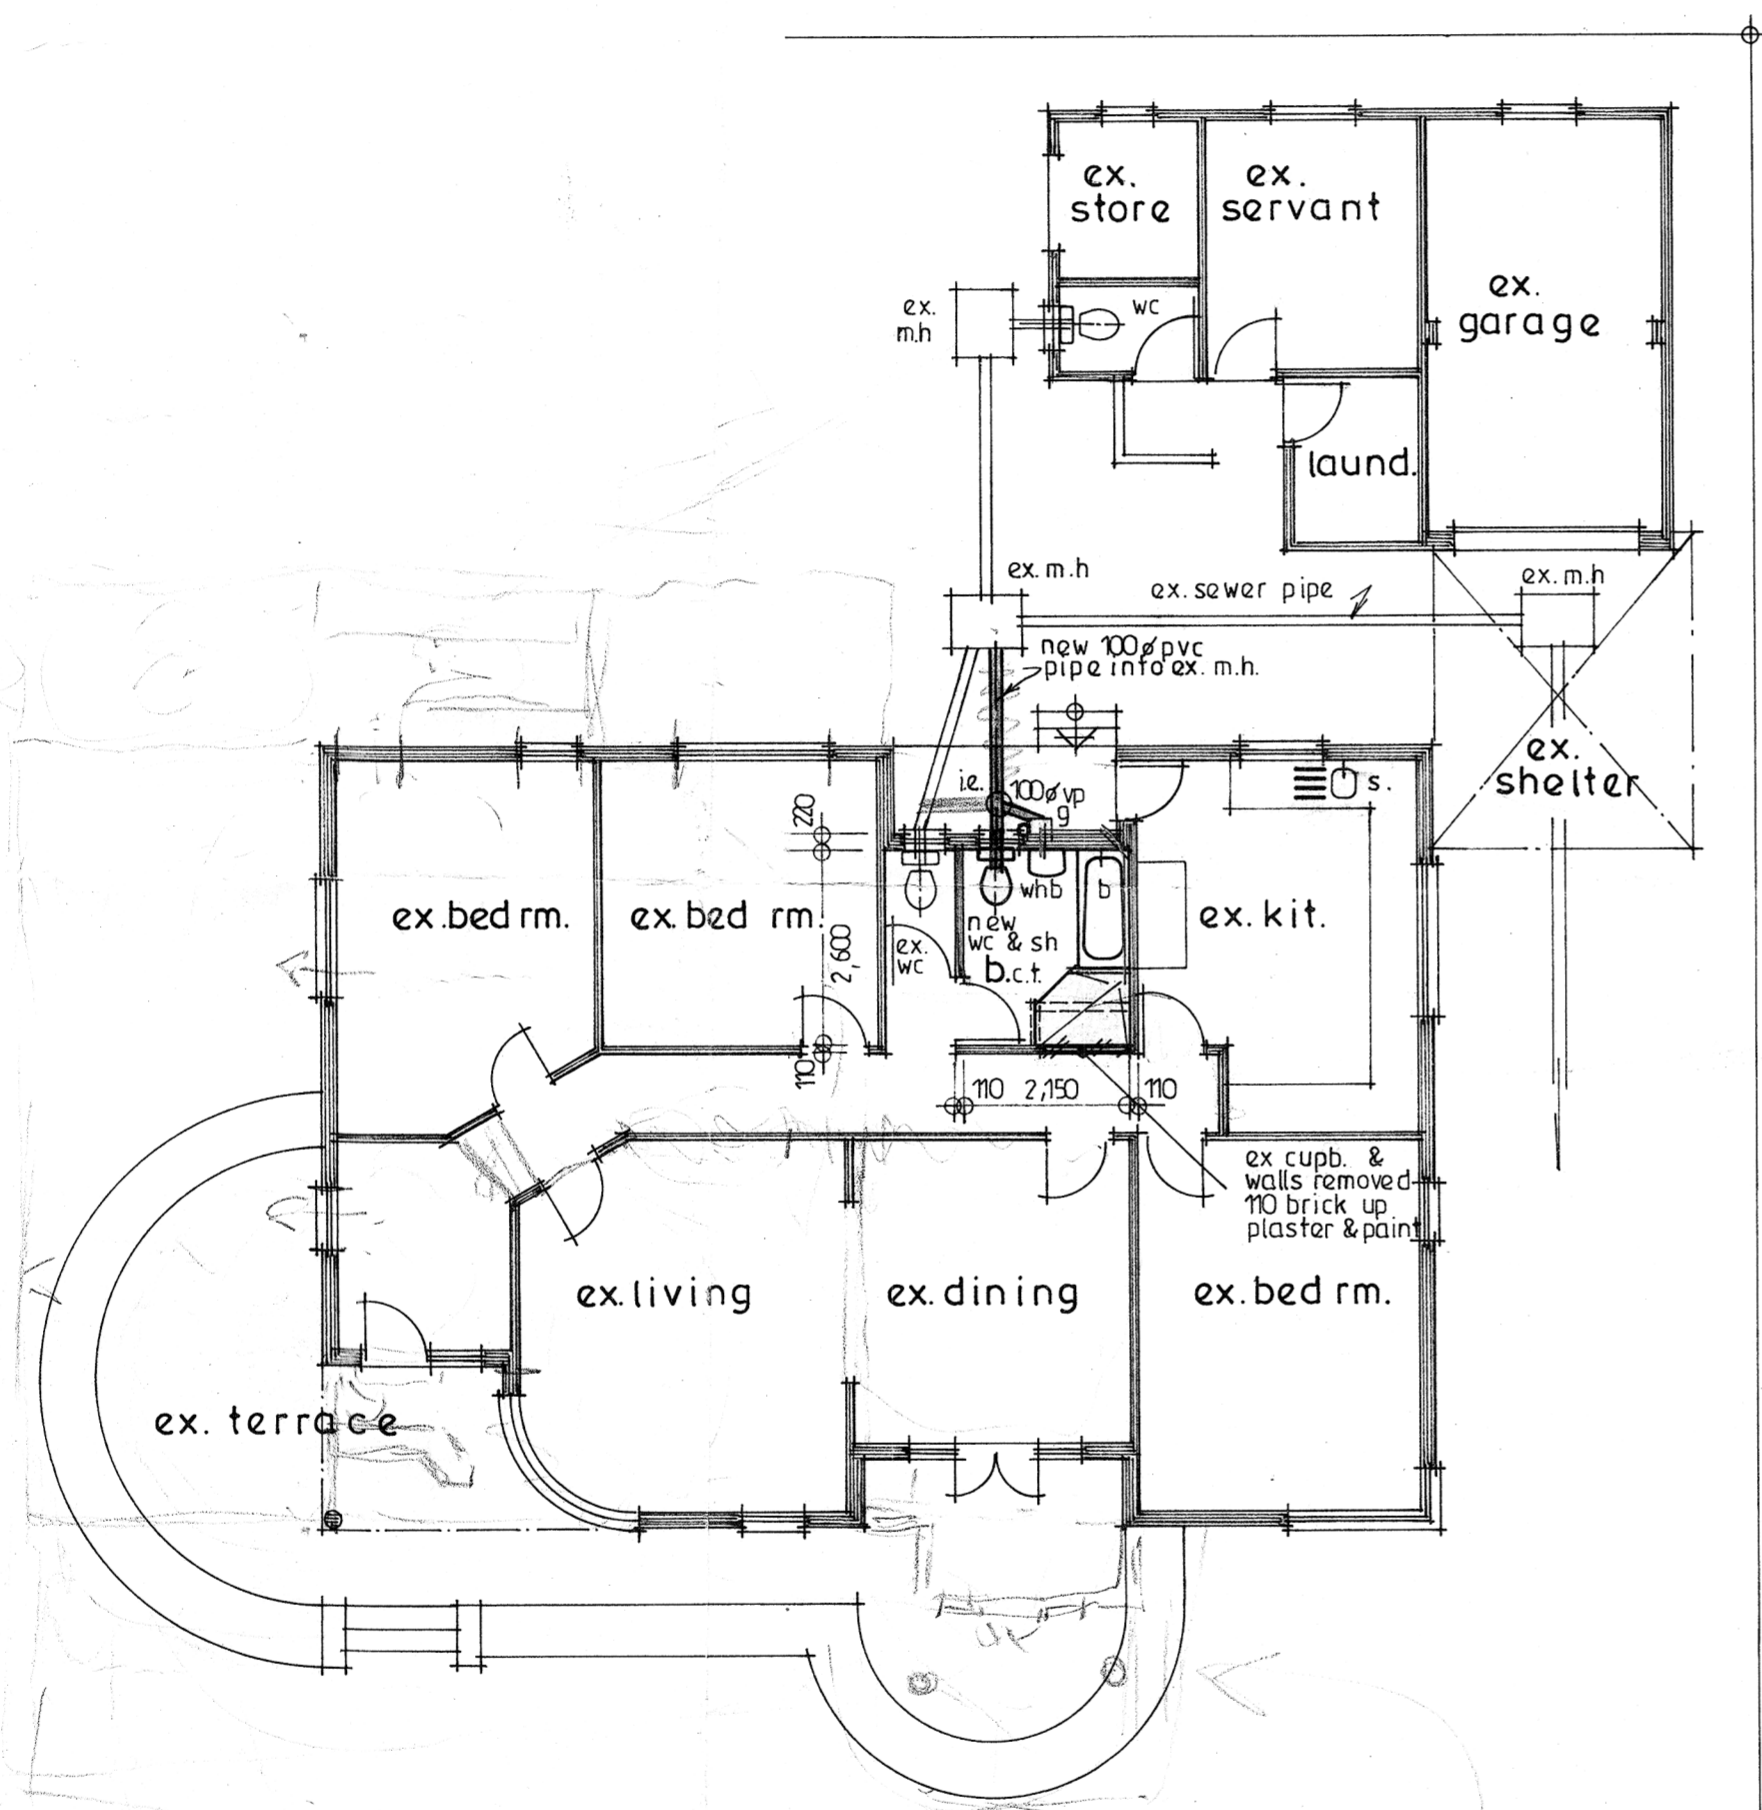 ex.
store
ex.
servant
ex.
garage
ex.
m.h
wc
laund.
ex. m.h
ex. sewer pipe
ex. m.h
new 100ø pvc
pipe into ex. m.h.
ex.
shelter
i.e.
100ø vp
g
s.
220
ex. bed rm.
ex. bed rm.
2,600
ex.
wc
whb
b
new
wc & sh
b.c.t.
ex. kit.
110
110 2,150 110
ex cupb. &
walls removed
110 brick up
plaster & paint
ex. living
ex. dining
ex. bed rm.
ex. terrace
up